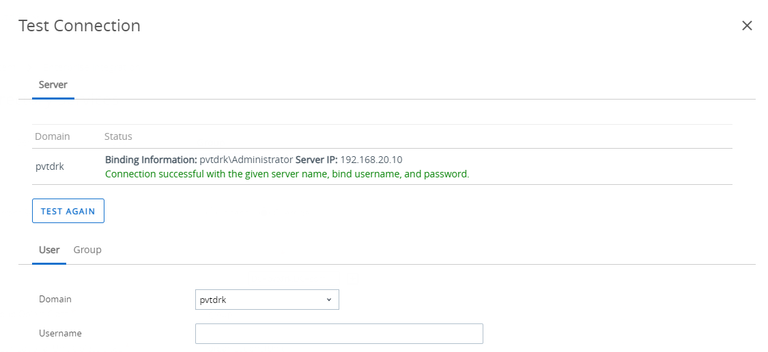 Test Connection
Server
Domain Status
pvtdrk
Binding Information: pvtdrk\Administrator Server IP: 192.168.20.10
Connection successful with the given server name, bind username, and password.
TEST AGAIN
User Group
Domain pvtdrk
Username